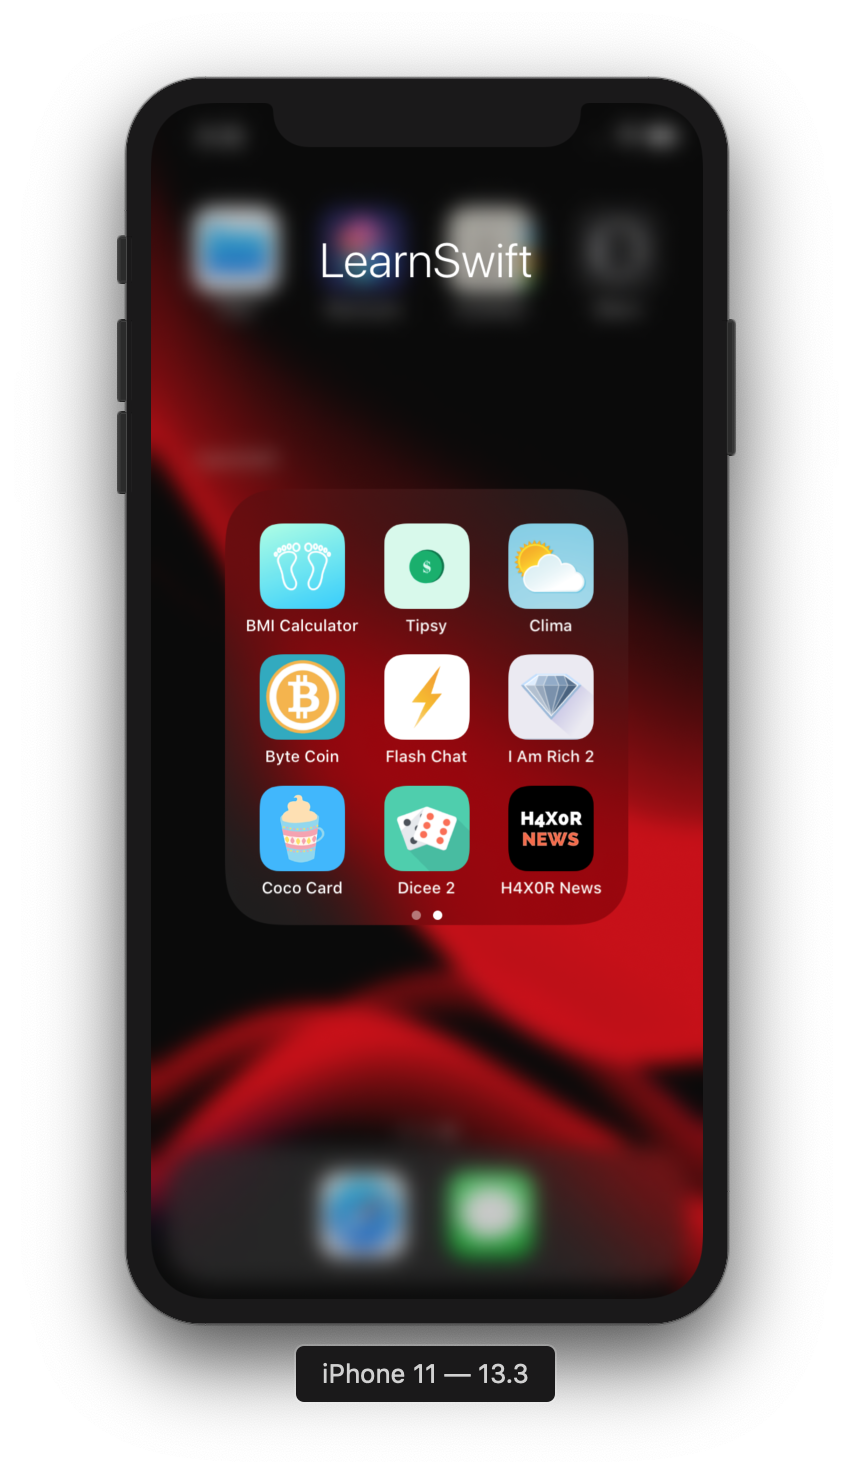 LearnSwift
$
BMI Calculator Tipsy Clima
B
Byte Coin Flash Chat I Am Rich 2
H4X0R
NEWS
Coco Card Dicee 2 H4X0R News
iPhone 11 — 13.3